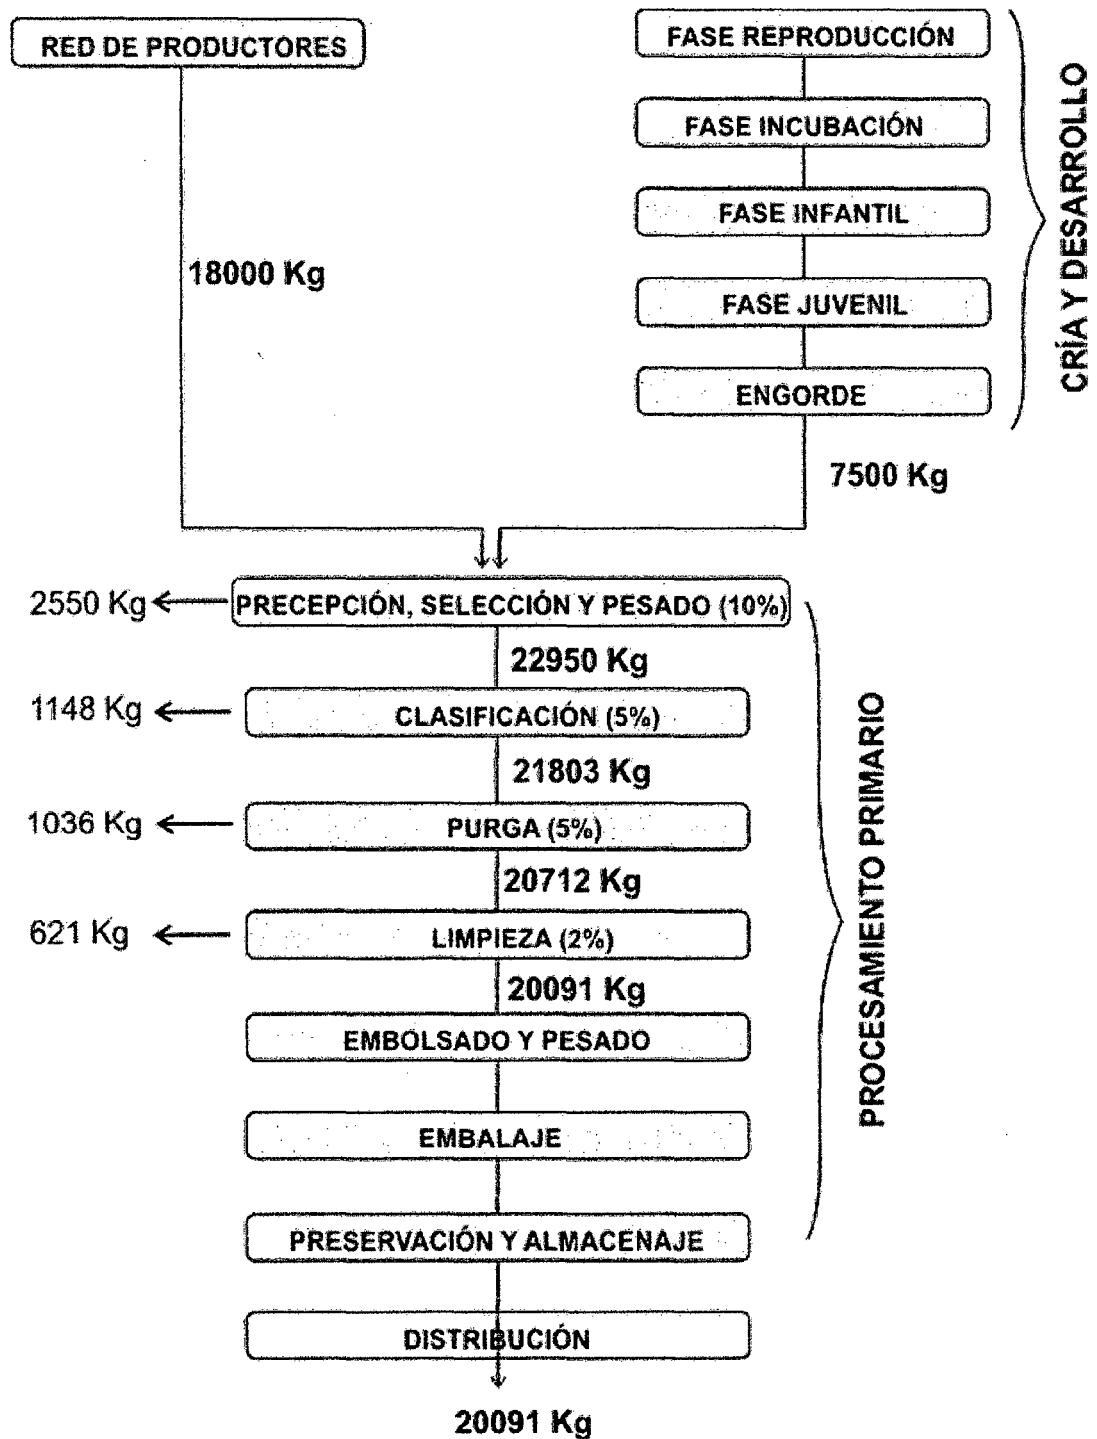 RED DE PRODUCTORES
18000 Kg
FASE REPRODUCCIÓN
FASE INCUBACIÓN
FASE INFANTIL
FASE JUVENIL
ENGORDE
CRÍA Y DESARROLLO
7500 Kg
PRECEPCIÓN, SELECCIÓN Y PESADO (10%)
2550 Kg
22950 Kg
CLASIFICACIÓN (5%)
1148 Kg
21803 Kg
PURGA (5%)
1036 Kg
20712 Kg
LIMPIEZA (2%)
621 Kg
20091 Kg
EMBOLSADO Y PESADO
EMBALAJE
PRESERVACIÓN Y ALMACENAJE
PROCESAMIENTO PRIMARIO
DISTRIBUCIÓN
20091 Kg